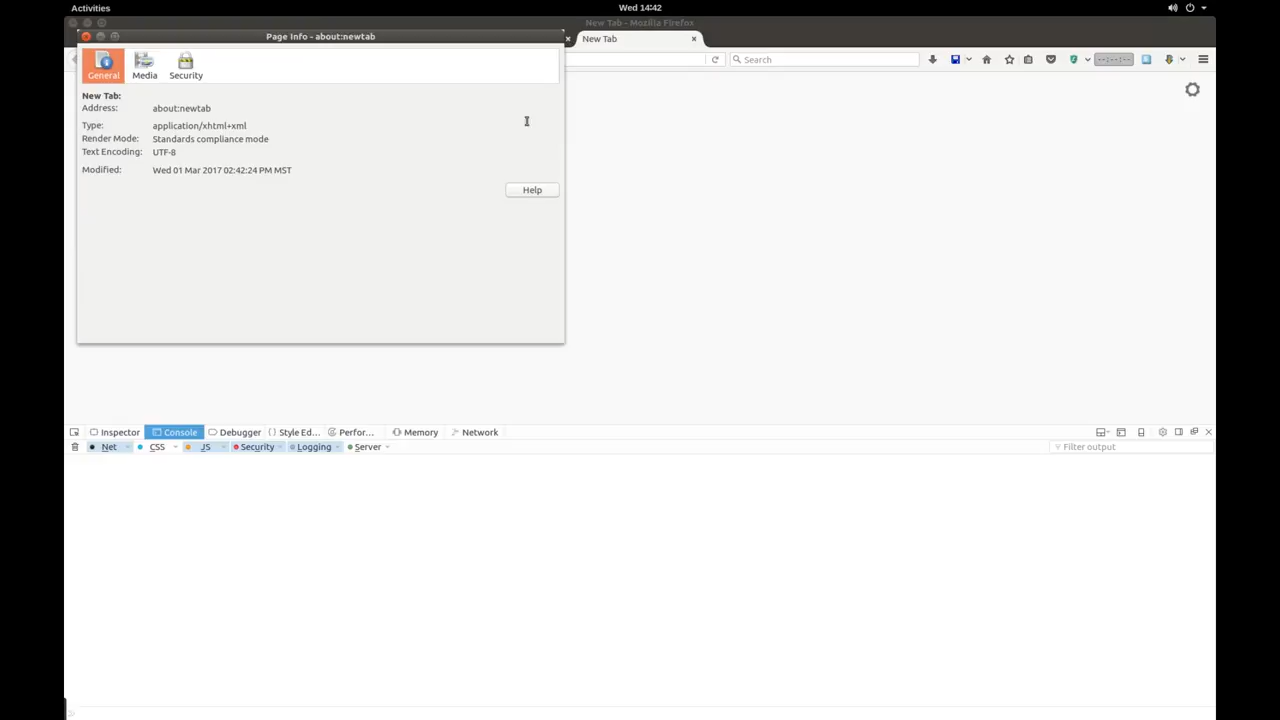 Activities
Wed 14:42
New Tab - Mozilla Firefox
Page Info - about:newtab
New Tab
General
Media
Security
Search
--:--:--
New Tab:
Address: about:newtab
Type: application/xhtml+xml
Render Mode: Standards compliance mode
Text Encoding: UTF-8
Modified: Wed 01 Mar 2017 02:42:24 PM MST
Help
Inspector Console Debugger Style Ed... Perfor... Memory Network
Net CSS JS Security Logging Server Filter output